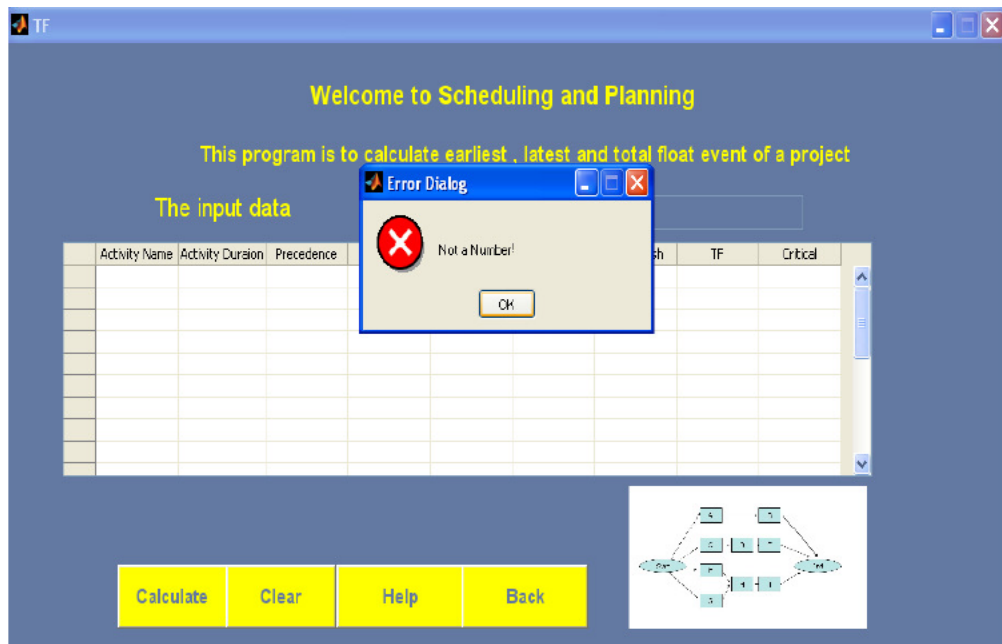 TF
Welcome to Scheduling and Planning
This program is to calculate earliest , latest and total float event of a project
Error Dialog
The input data
Not a Number!
OK
Activity Name Activity Duraion Precedence TF Critical
Calculate Clear Help Back